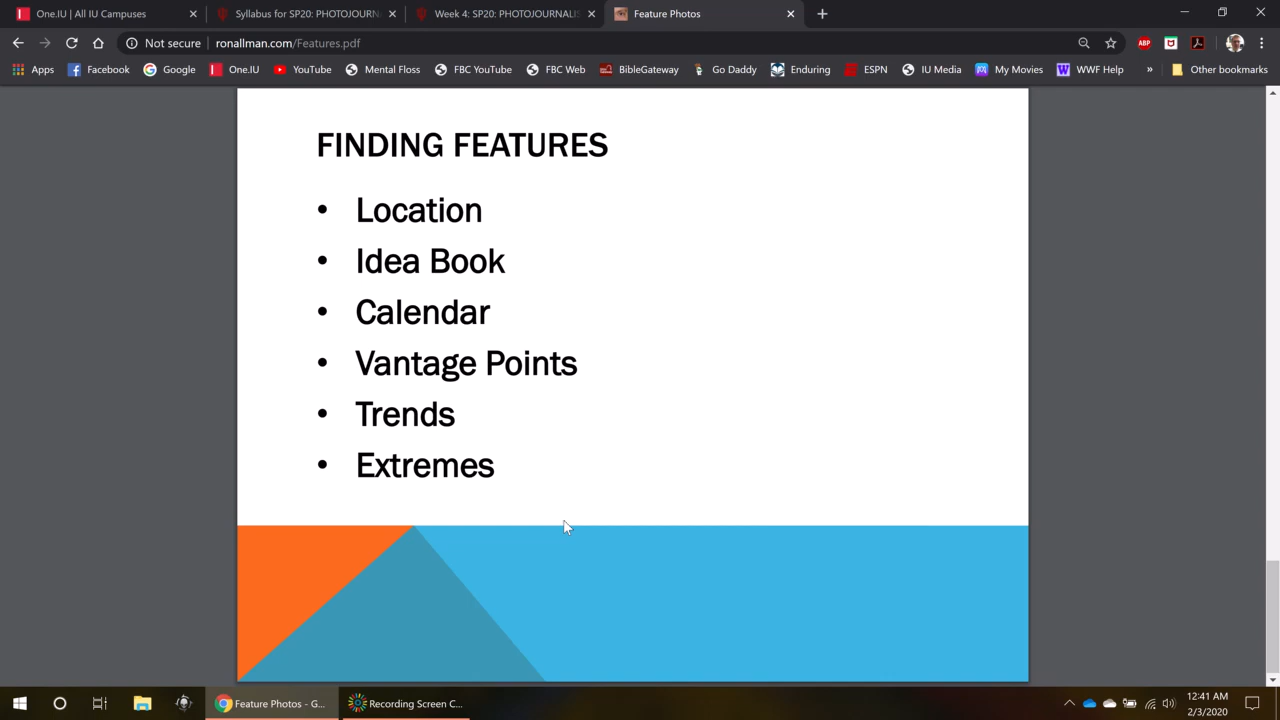 One.IU | All IU Campuses
Syllabus for SP20: PHOTOJOURNAL
Week 4: SP20: PHOTOJOURNALIS
Feature Photos
Not secure | ronallman.com/Features.pdf
ABP
Apps Facebook Google One.IU YouTube Mental Floss FBC YouTube FBC Web BibleGateway Go Daddy Enduring ESPN IU Media My Movies WWF Help » Other bookmarks
FINDING FEATURES
• Location
• Idea Book
• Calendar
• Vantage Points
• Trends
• Extremes
Feature Photos - G...
Recording Screen C...
12:41 AM
2/3/2020